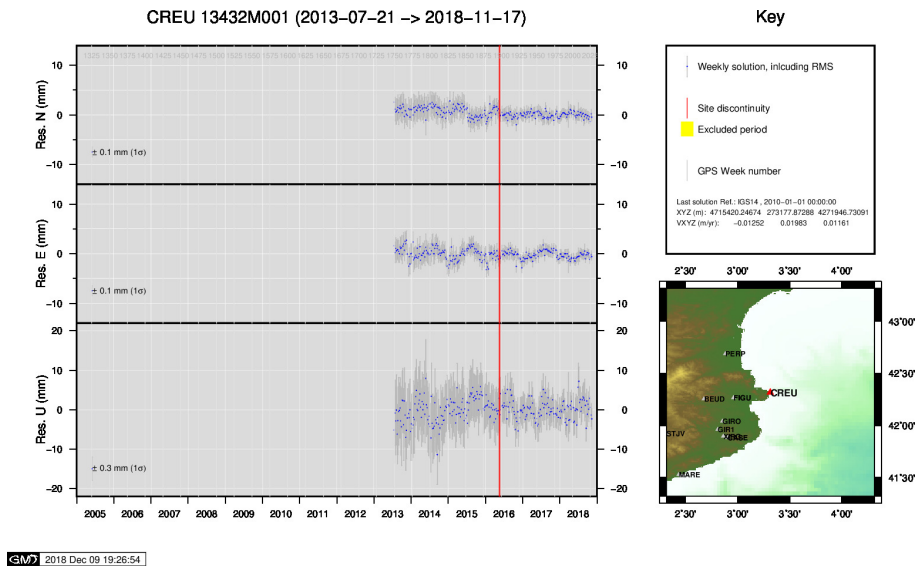 CREU 13432M001 (2013−07−21 −> 2018−11−17)
Key
Res. N (mm)
10
0
−10
10
0
−10
± 0.1 mm (1σ)
Res. E (mm)
10
0
−10
10
0
−10
± 0.1 mm (1σ)
Res. U (mm)
20
10
0
−10
−20
20
10
0
−10
−20
± 0.3 mm (1σ)
2005 2006 2007 2008 2009 2010 2011 2012 2013 2014 2015 2016 2017 2018
Weekly solution, inlcuding RMS
Site discontinuity
Excluded period
GPS Week number
Last solution Ref.: IGS14 , 2010−01−01 00:00:00
XYZ (m): 4715420.24674 273177.87288 4271946.73091
VXYZ (m/yr): −0.01252 0.01983 0.01161
2˚30' 3˚00' 3˚30' 4˚00'
43˚00'
PERP
42˚30'
CREU
BEUD FIGU
GIRO
42˚00'
GIR1
STJV
MARE
41˚30'
2˚30' 3˚00' 3˚30' 4˚00'
GMT 2018 Dec 09 19:26:54